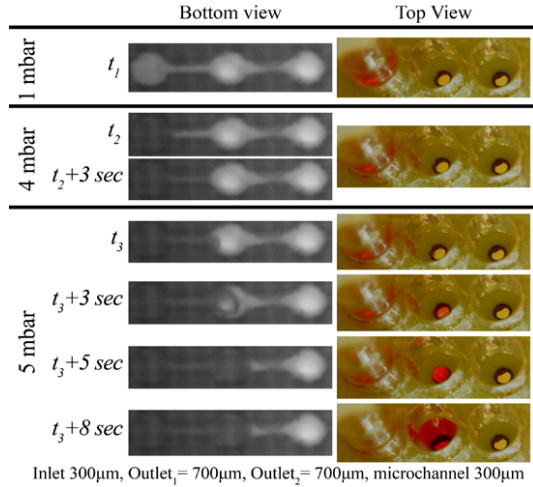 Bottom view Top View
1 mbar
t1
4 mbar
t2
t2+3 sec
5 mbar
t3
t3+3 sec
t3+5 sec
t3+8 sec
Inlet 300μm, Outlet1= 700μm, Outlet2= 700μm, microchannel 300μm